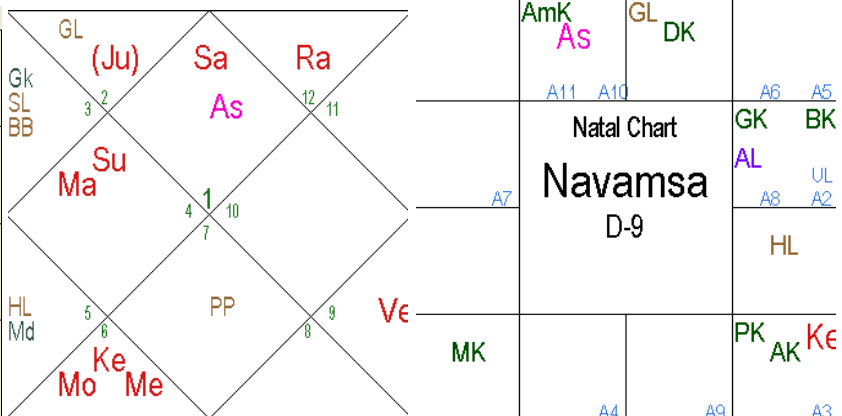 GL
(Ju)
Sa
Ra
Gk
SL
BB
3
2
12
11
As
Su
Ma
1
4
10
7
HL
Md
5
6
PP
9
8
Ve
Ke
Mo
Me
AmK
As
GL
DK
A11
A10
A6
A5
Natal Chart
Navamsa
D-9
GK
BK
AL
UL
A7
A8
A2
HL
MK
PK
AK
Ke
A4
A9
A3